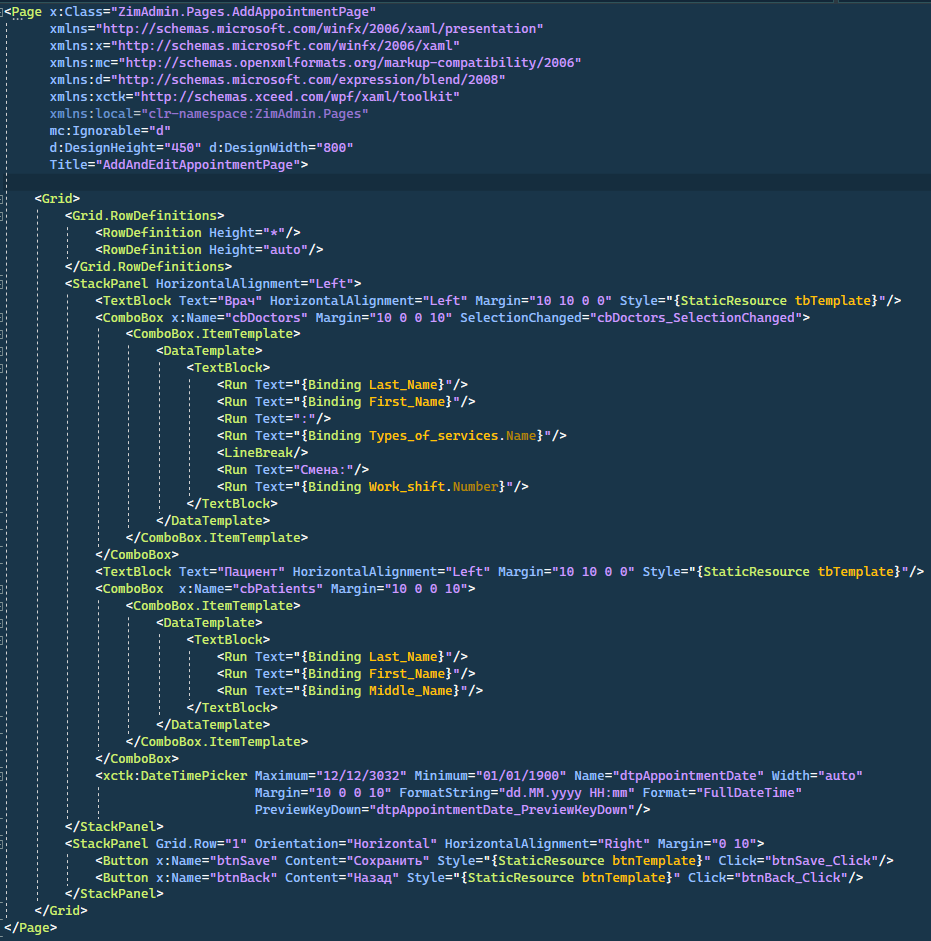 <Page x:Class="ZimAdmin.Pages.AddAppointmentPage"
xmlns="http://schemas.microsoft.com/winfx/2006/xaml/presentation"
xmlns:x="http://schemas.microsoft.com/winfx/2006/xaml"
xmlns:mc="http://schemas.openxmlformats.org/markup-compatibility/2006"
xmlns:d="http://schemas.microsoft.com/expression/blend/2008"
xmlns:xctk="http://schemas.xceed.com/wpf/xaml/toolkit"
xmlns:local="clr-namespace:ZimAdmin.Pages"
mc:Ignorable="d"
d:DesignHeight="450" d:DesignWidth="800"
Title="AddAndEditAppointmentPage">
<Grid>
<Grid.RowDefinitions>
<RowDefinition Height="*"/>
<RowDefinition Height="auto"/>
</Grid.RowDefinitions>
<StackPanel HorizontalAlignment="Left">
<TextBlock Text="Врач" HorizontalAlignment="Left" Margin="10 10 0 0" Style="{StaticResource tbTemplate}"/>
<ComboBox x:Name="cbDoctors" Margin="10 0 0 10" SelectionChanged="cbDoctors_SelectionChanged">
<ComboBox.ItemTemplate>
<DataTemplate>
<TextBlock>
<Run Text="{Binding Last_Name}"/>
<Run Text="{Binding First_Name}"/>
<Run Text=":"/>
<Run Text="{Binding Types_of_services.Name}"/>
<LineBreak/>
<Run Text="Смена:"/>
<Run Text="{Binding Work_shift.Number}"/>
</TextBlock>
</DataTemplate>
</ComboBox.ItemTemplate>
</ComboBox>
<TextBlock Text="Пациент" HorizontalAlignment="Left" Margin="10 10 0 0" Style="{StaticResource tbTemplate}"/>
<ComboBox  x:Name="cbPatients" Margin="10 0 0 10">
<ComboBox.ItemTemplate>
<DataTemplate>
<TextBlock>
<Run Text="{Binding Last_Name}"/>
<Run Text="{Binding First_Name}"/>
<Run Text="{Binding Middle_Name}"/>
</TextBlock>
</DataTemplate>
</ComboBox.ItemTemplate>
</ComboBox>
<xctk:DateTimePicker Maximum="12/12/3032" Minimum="01/01/1900" Name="dtpAppointmentDate" Width="auto"
Margin="10 0 0 10" FormatString="dd.MM.yyyy HH:mm" Format="FullDateTime"
PreviewKeyDown="dtpAppointmentDate_PreviewKeyDown"/>
</StackPanel>
<StackPanel Grid.Row="1" Orientation="Horizontal" HorizontalAlignment="Right" Margin="0 10">
<Button x:Name="btnSave" Content="Сохранить" Style="{StaticResource btnTemplate}" Click="btnSave_Click"/>
<Button x:Name="btnBack" Content="Назад" Style="{StaticResource btnTemplate}" Click="btnBack_Click"/>
</StackPanel>
</Grid>
</Page>